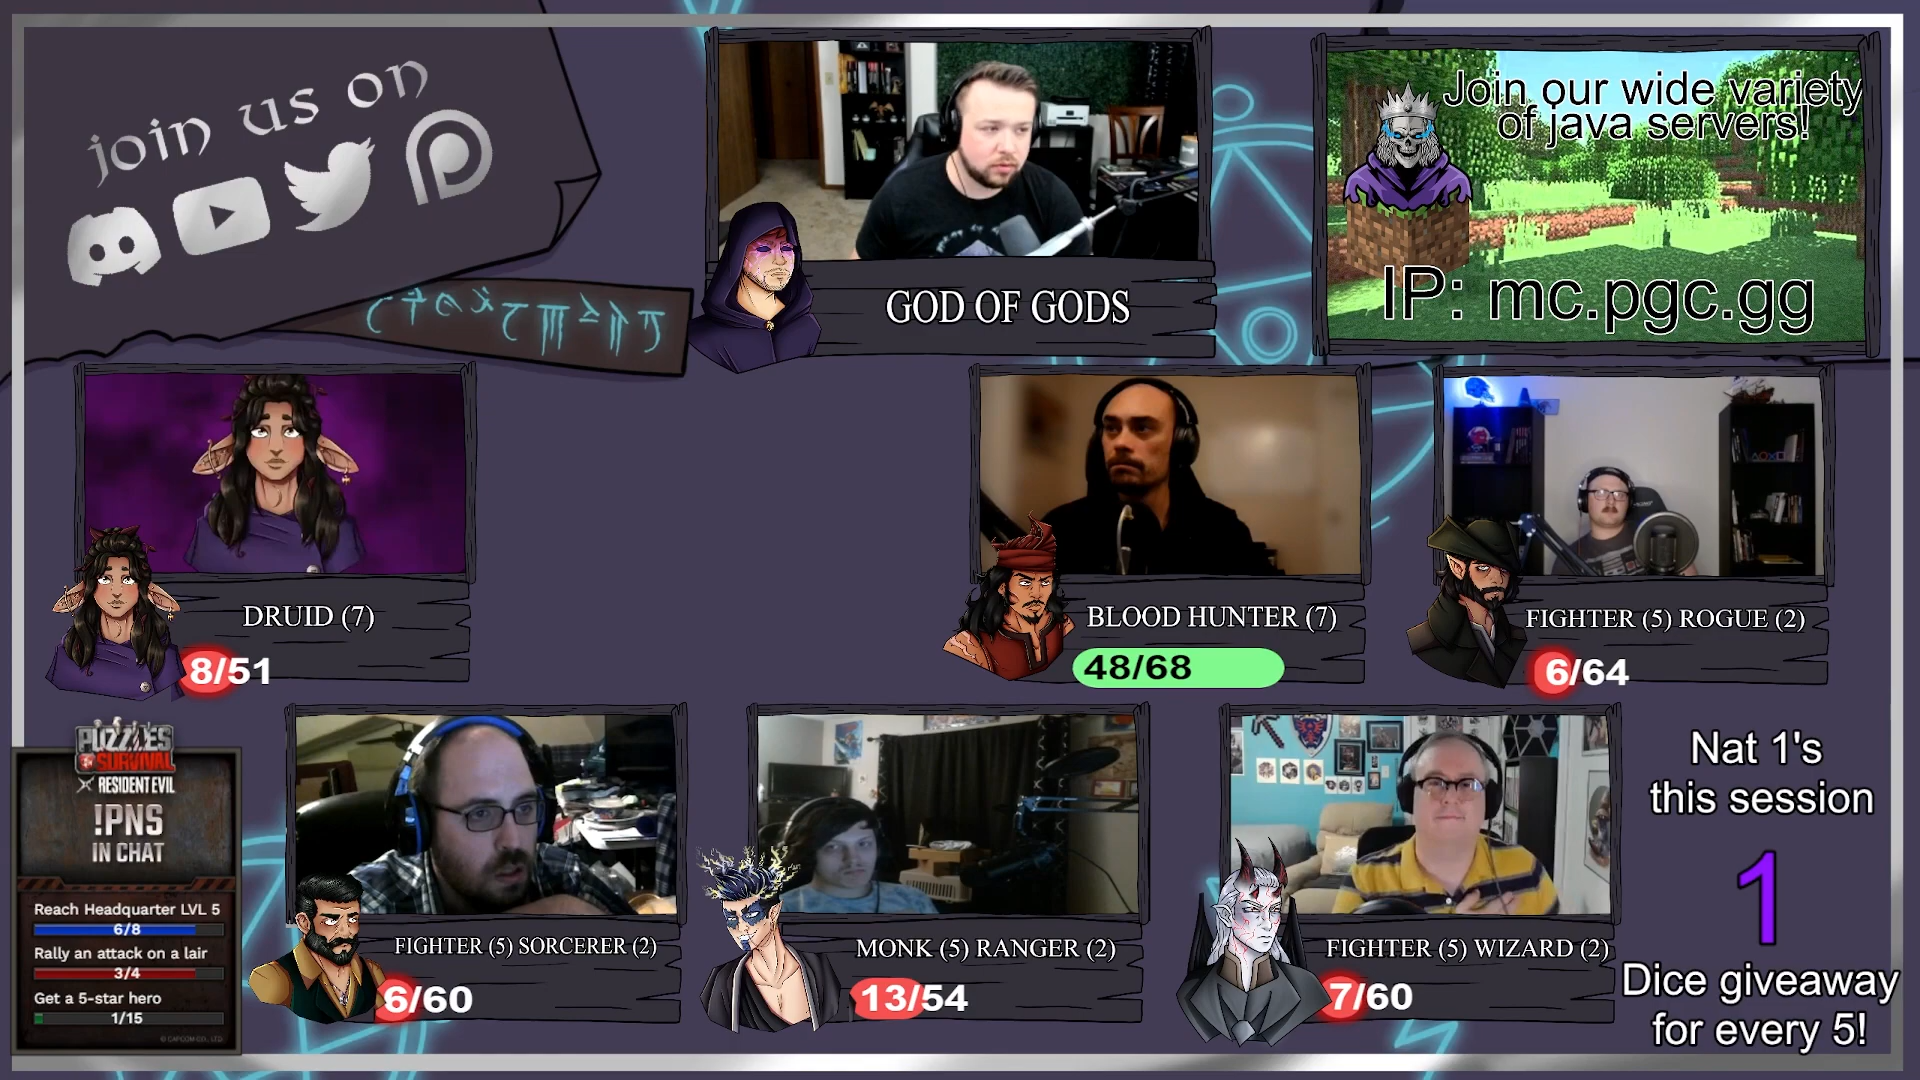 join us on
GOD OF GODS
Join our wide variety
of java servers!
IP: mc.pgc.gg
DRUID (7)
8/51
BLOOD HUNTER (7)
48/68
FIGHTER (5) ROGUE (2)
6/64
PUZZLES
& SURVIVAL
X RESIDENT EVIL
!PNS
IN CHAT
Reach Headquarter LVL 5
6/8
Rally an attack on a lair
3/4
Get a 5-star hero
1/15
© CAPCOM CO., LTD.
FIGHTER (5) SORCERER (2)
6/60
MONK (5) RANGER (2)
13/54
FIGHTER (5) WIZARD (2)
7/60
Nat 1's
this session
1
Dice giveaway
for every 5!